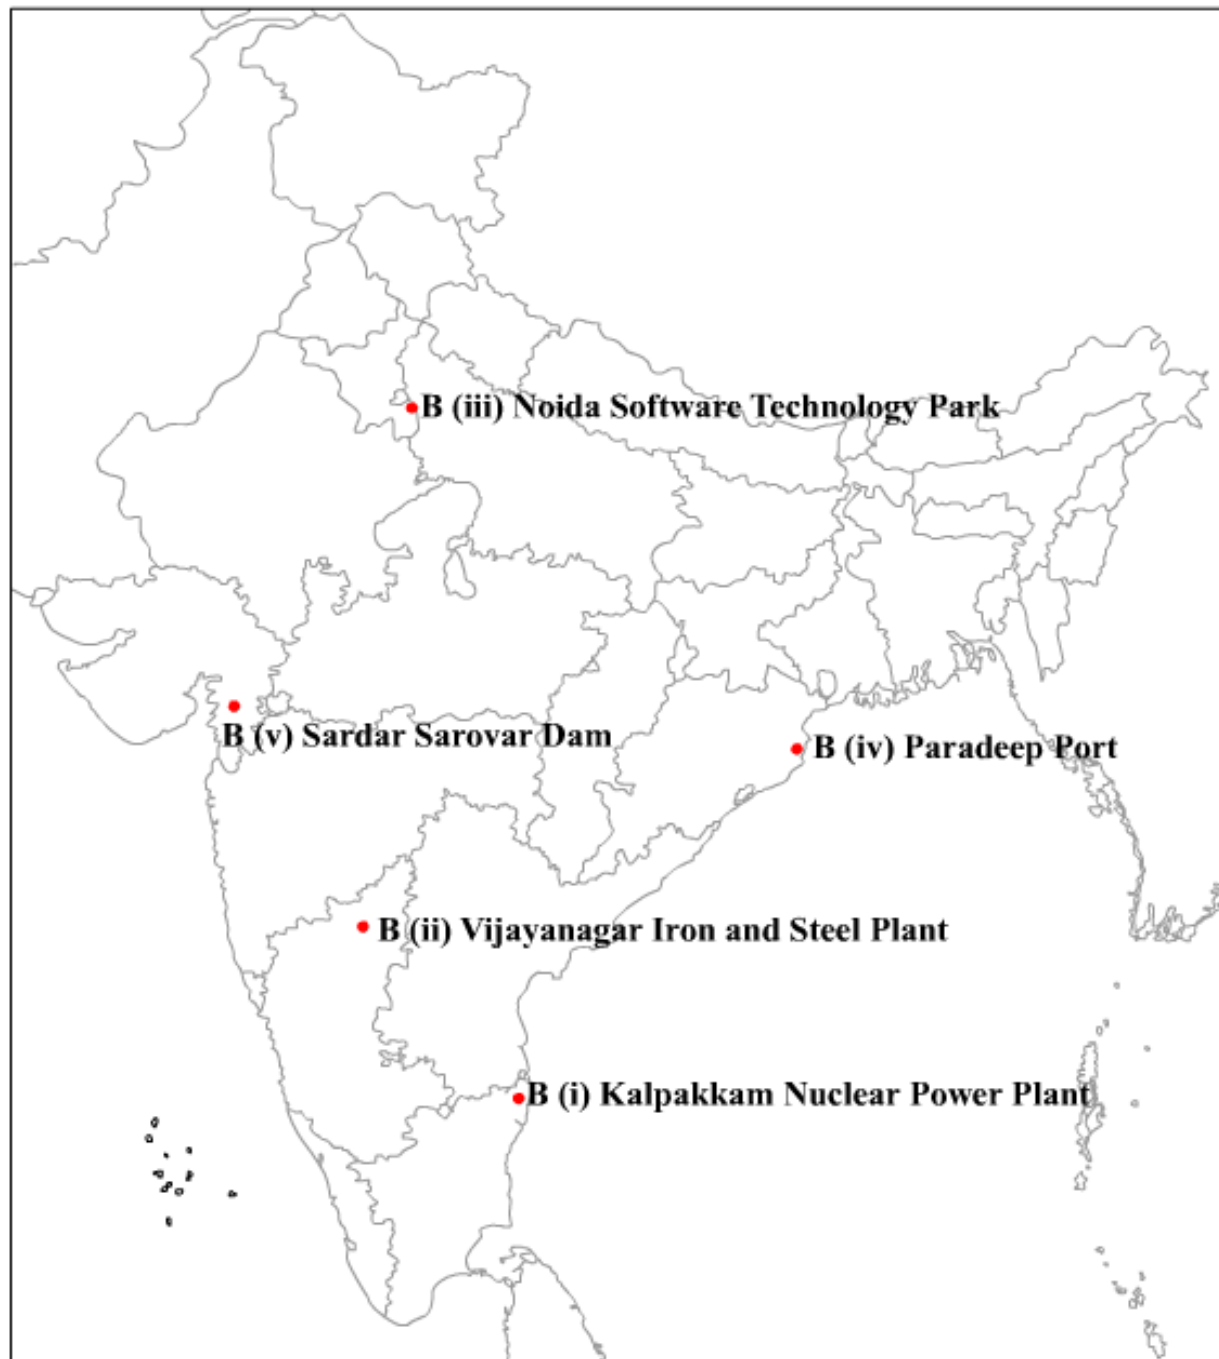 B (iii) Noida Software Technology Park
B (v) Sardar Sarovar Dam
B (iv) Paradeep Port
B (ii) Vijayanagar Iron and Steel Plant
B (i) Kalpakkam Nuclear Power Plant